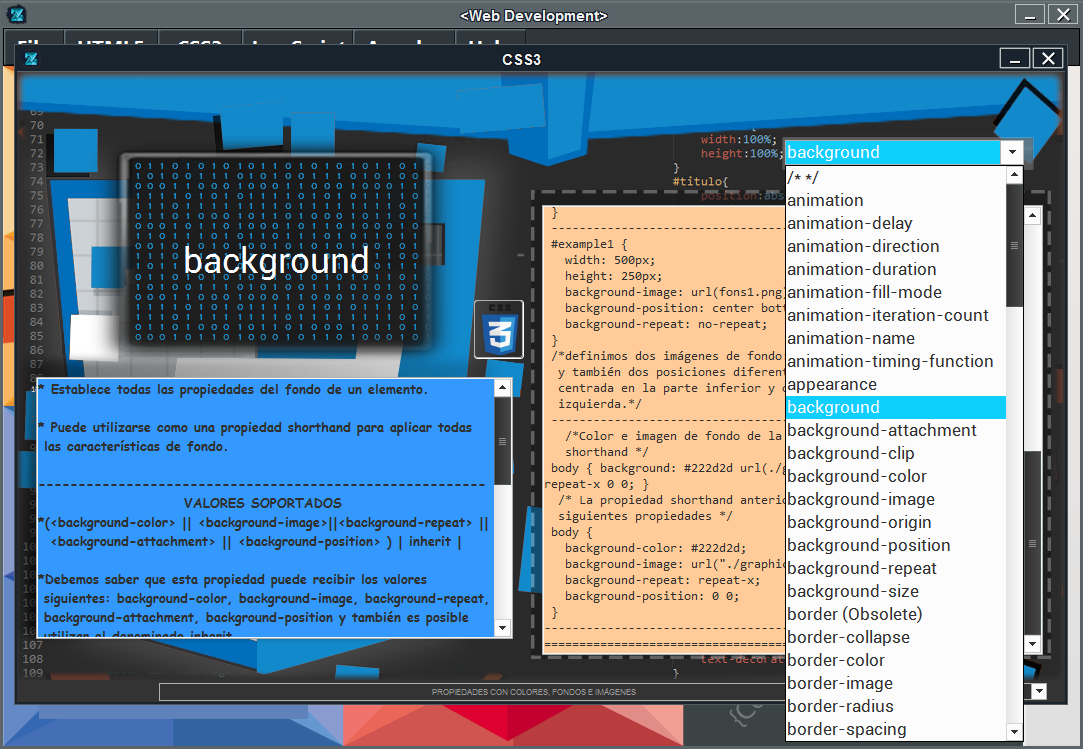 <Web Development>
CSS3
69
70
71
72
73
74
75
76
77
78
79
80
81
82
83
84
85
86
width:100%;
height:100%;
}
#titulo{
background
CSS
3
* Establece todas las propiedades del fondo de un elemento.
* Puede utilizarse como una propiedad shorthand para aplicar todas
las características de fondo.
VALORES SOPORTADOS
*(<background-color> || <background-image>||<background-repeat> ||
<background-attachment> || <background-position> ) | inherit |
*Debemos saber que esta propiedad puede recibir los valores
siguientes: background-color, background-image, background-repeat,
background-attachment, background-position y también es posible
utilizar el denominado inherit
107
108
109
}
#example1 {
width: 500px;
height: 250px;
background-image: url(fons1.png)
background-position: center bott
background-repeat: no-repeat;
}
/*definimos dos imágenes de fondo
y también dos posiciones diferent
centrada en la parte inferior y
izquierda.*/
/*Color e imagen de fondo de la
shorthand */
body { background: #222d2d url(./
repeat-x 0 0; }
/* La propiedad shorthand anterio
siguientes propiedades */
body {
background-color: #222d2d;
background-image: url("./graphic
background-repeat: repeat-x;
background-position: 0 0;
}
}
background
/* */
animation
animation-delay
animation-direction
animation-duration
animation-fill-mode
animation-iteration-count
animation-name
animation-timing-function
appearance
background
background-attachment
background-clip
background-color
background-image
background-origin
background-position
background-repeat
background-size
border (Obsolete)
border-collapse
border-color
border-image
border-radius
border-spacing
PROPIEDADES CON COLORES, FONDOS E IMÁGENES